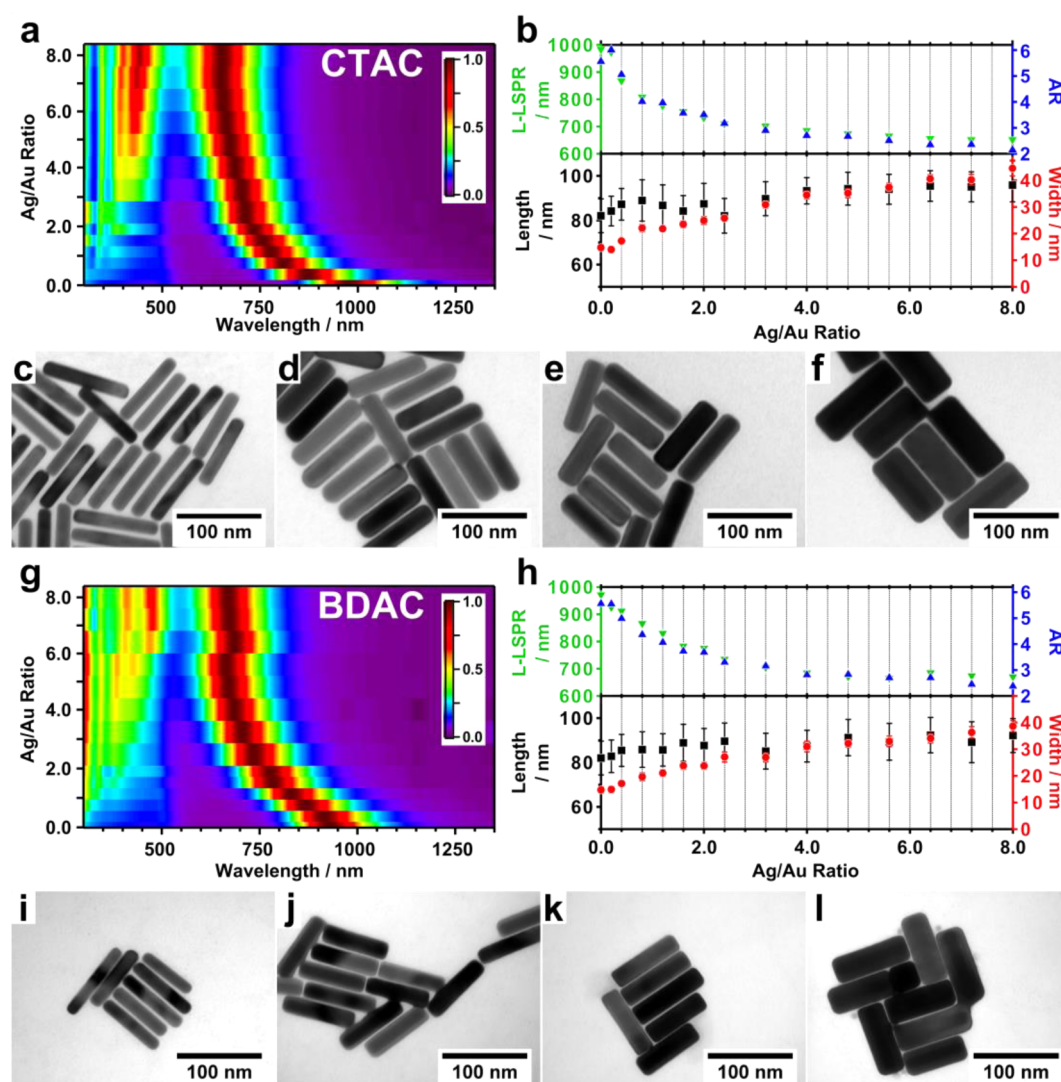 a
CTAC
Ag/Au Ratio
8.0
6.0
4.0
2.0
0.0
1.0
0.5
0.0
500
750
1000
1250
Wavelength / nm
b
L-LSPR
/ nm
1000
900
800
700
600
6
5
4
3
2
AR
Length
/ nm
100
80
60
40
30
20
10
0
Width / nm
0.0
2.0
4.0
6.0
8.0
Ag/Au Ratio
c
100 nm
d
100 nm
e
100 nm
f
100 nm
g
BDAC
Ag/Au Ratio
8.0
6.0
4.0
2.0
0.0
1.0
0.5
0.0
500
750
1000
1250
Wavelength / nm
h
L-LSPR
/ nm
1000
900
800
700
600
6
5
4
3
2
AR
Length
/ nm
100
80
60
40
30
20
10
0
Width / nm
0.0
2.0
4.0
6.0
8.0
Ag/Au Ratio
i
100 nm
j
100 nm
k
100 nm
l
100 nm